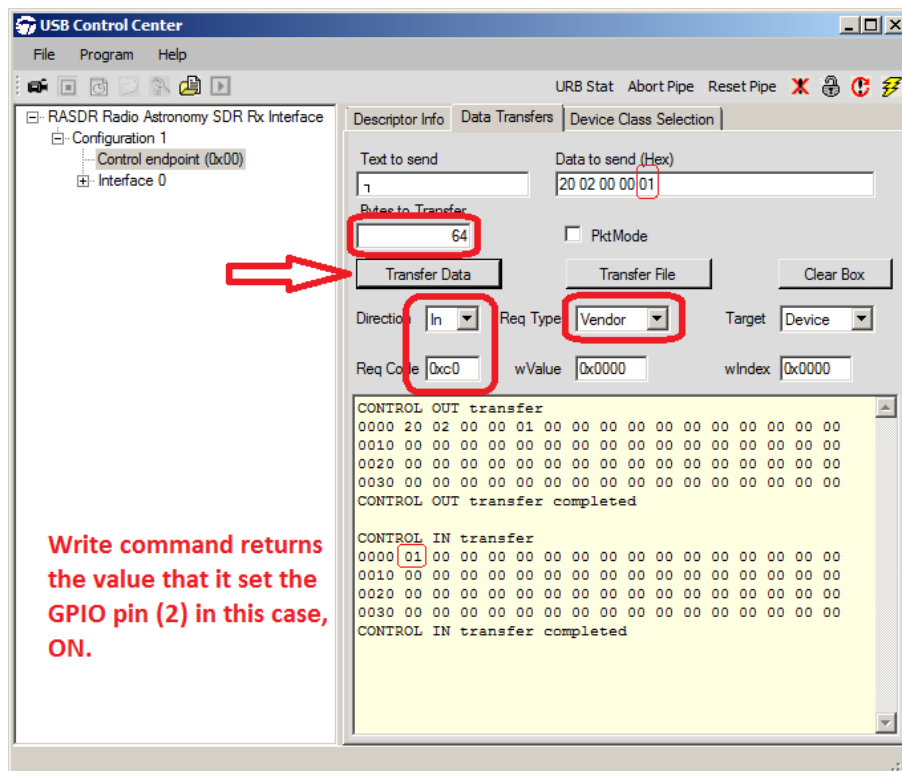 USB Control Center
File Program Help
URB Stat Abort Pipe Reset Pipe
RASDR Radio Astronomy SDR Rx Interface
Configuration 1
Control endpoint (0x00)
Interface 0
Descriptor Info Data Transfers Device Class Selection
Text to send Data to send (Hex)
20 02 00 00 01
Bytes to Transfer
64 PktMode
Transfer Data Transfer File Clear Box
Direction In Req Type Vendor Target Device
Req Code 0xc0 wValue 0x0000 wIndex 0x0000
CONTROL OUT transfer
0000 20 02 00 00 01 00 00 00 00 00 00 00 00 00 00 00
0010 00 00 00 00 00 00 00 00 00 00 00 00 00 00 00 00
0020 00 00 00 00 00 00 00 00 00 00 00 00 00 00 00 00
0030 00 00 00 00 00 00 00 00 00 00 00 00 00 00 00 00
CONTROL OUT transfer completed
CONTROL IN transfer
0000 01 00 00 00 00 00 00 00 00 00 00 00 00 00 00 00
0010 00 00 00 00 00 00 00 00 00 00 00 00 00 00 00 00
0020 00 00 00 00 00 00 00 00 00 00 00 00 00 00 00 00
0030 00 00 00 00 00 00 00 00 00 00 00 00 00 00 00 00
CONTROL IN transfer completed
Write command returns
the value that it set the
GPIO pin (2) in this case,
ON.